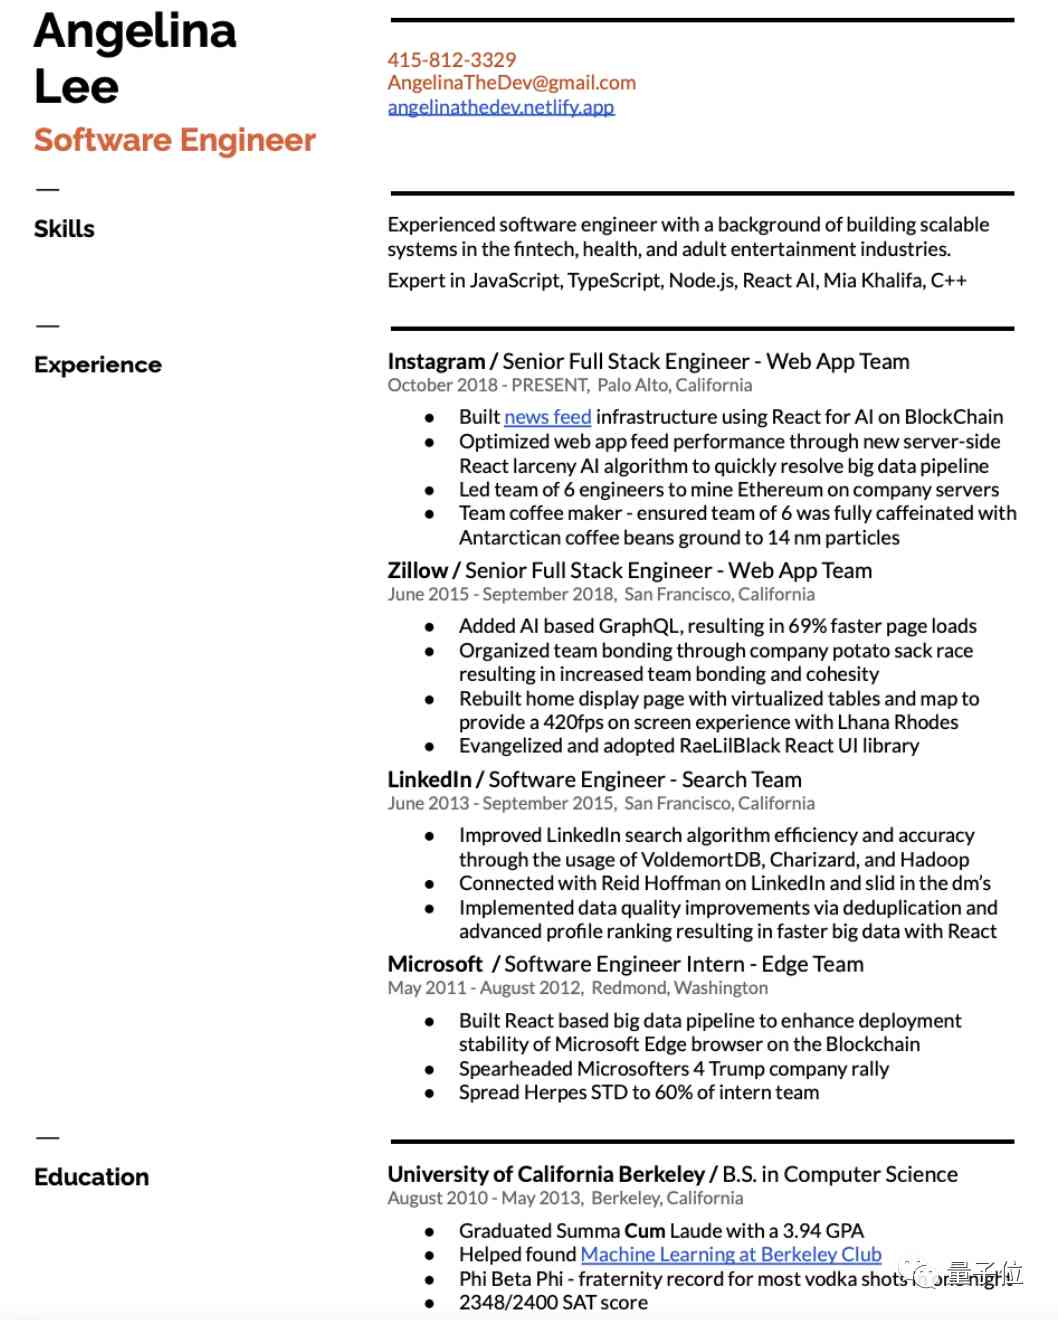 Angelina
Lee
Software Engineer
415-812-3329
AngelinaTheDev@gmail.com
angelinathedev.netlify.app
Skills
Experienced software engineer with a background of building scalable
systems in the fintech, health, and adult entertainment industries.
Expert in JavaScript, TypeScript, Node.js, React AI, Mia Khalifa, C++
Experience
Instagram / Senior Full Stack Engineer - Web App Team
October 2018 - PRESENT, Palo Alto, California
● Built news feed infrastructure using React for AI on BlockChain
● Optimized web app feed performance through new server-side
React larceny AI algorithm to quickly resolve big data pipeline
● Led team of 6 engineers to mine Ethereum on company servers
● Team coffee maker - ensured team of 6 was fully caffeinated with
Antarctican coffee beans ground to 14 nm particles
Zillow / Senior Full Stack Engineer - Web App Team
June 2015 - September 2018, San Francisco, California
● Added AI based GraphQL, resulting in 69% faster page loads
● Organized team bonding through company potato sack race
resulting in increased team bonding and cohesity
● Rebuilt home display page with virtualized tables and map to
provide a 420fps on screen experience with Lhana Rhodes
● Evangelized and adopted RaeLilBlack React UI library
LinkedIn / Software Engineer - Search Team
June 2013 - September 2015, San Francisco, California
● Improved LinkedIn search algorithm efficiency and accuracy
through the usage of VoldemortDB, Charizard, and Hadoop
● Connected with Reid Hoffman on LinkedIn and slid in the dm's
● Implemented data quality improvements via deduplication and
advanced profile ranking resulting in faster big data with React
Microsoft / Software Engineer Intern - Edge Team
May 2011 - August 2012, Redmond, Washington
● Built React based big data pipeline to enhance deployment
stability of Microsoft Edge browser on the Blockchain
● Spearheaded Microsofters 4 Trump company rally
● Spread Herpes STD to 60% of intern team
Education
University of California Berkeley / B.S. in Computer Science
August 2010 - May 2013, Berkeley, California
● Graduated Summa Cum Laude with a 3.94 GPA
● Helped found Machine Learning at Berkeley Club
● Phi Beta Phi - fraternity record for most vodka shots in one night
● 2348/2400 SAT score
量子位